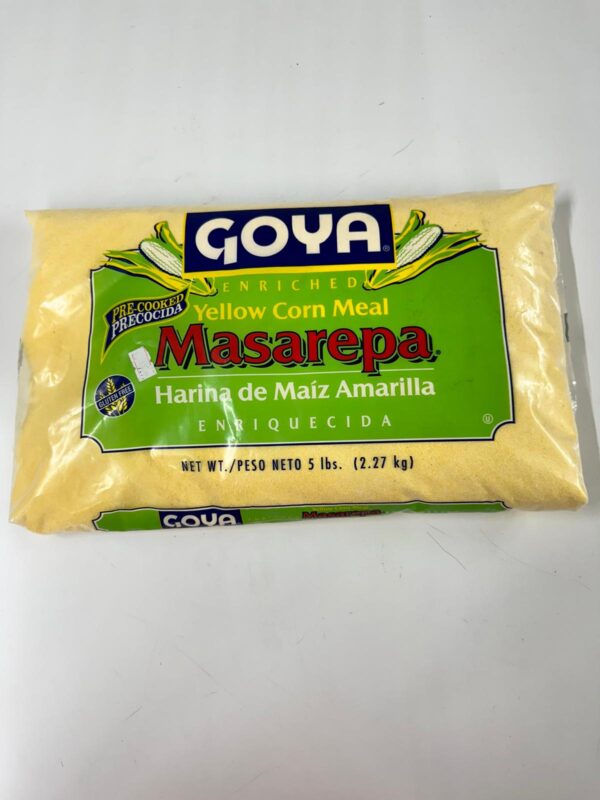 GOYA®
ENRICHED
Yellow Corn Meal
PRE-COOKED
PRECOCIDA
Masarepa®
GLUTEN FREE
Harina de Maíz Amarilla
ENRIQUECIDA
U
NET WT./PESO NETO 5 lbs. (2.27 kg)
GOYA
Masarepa